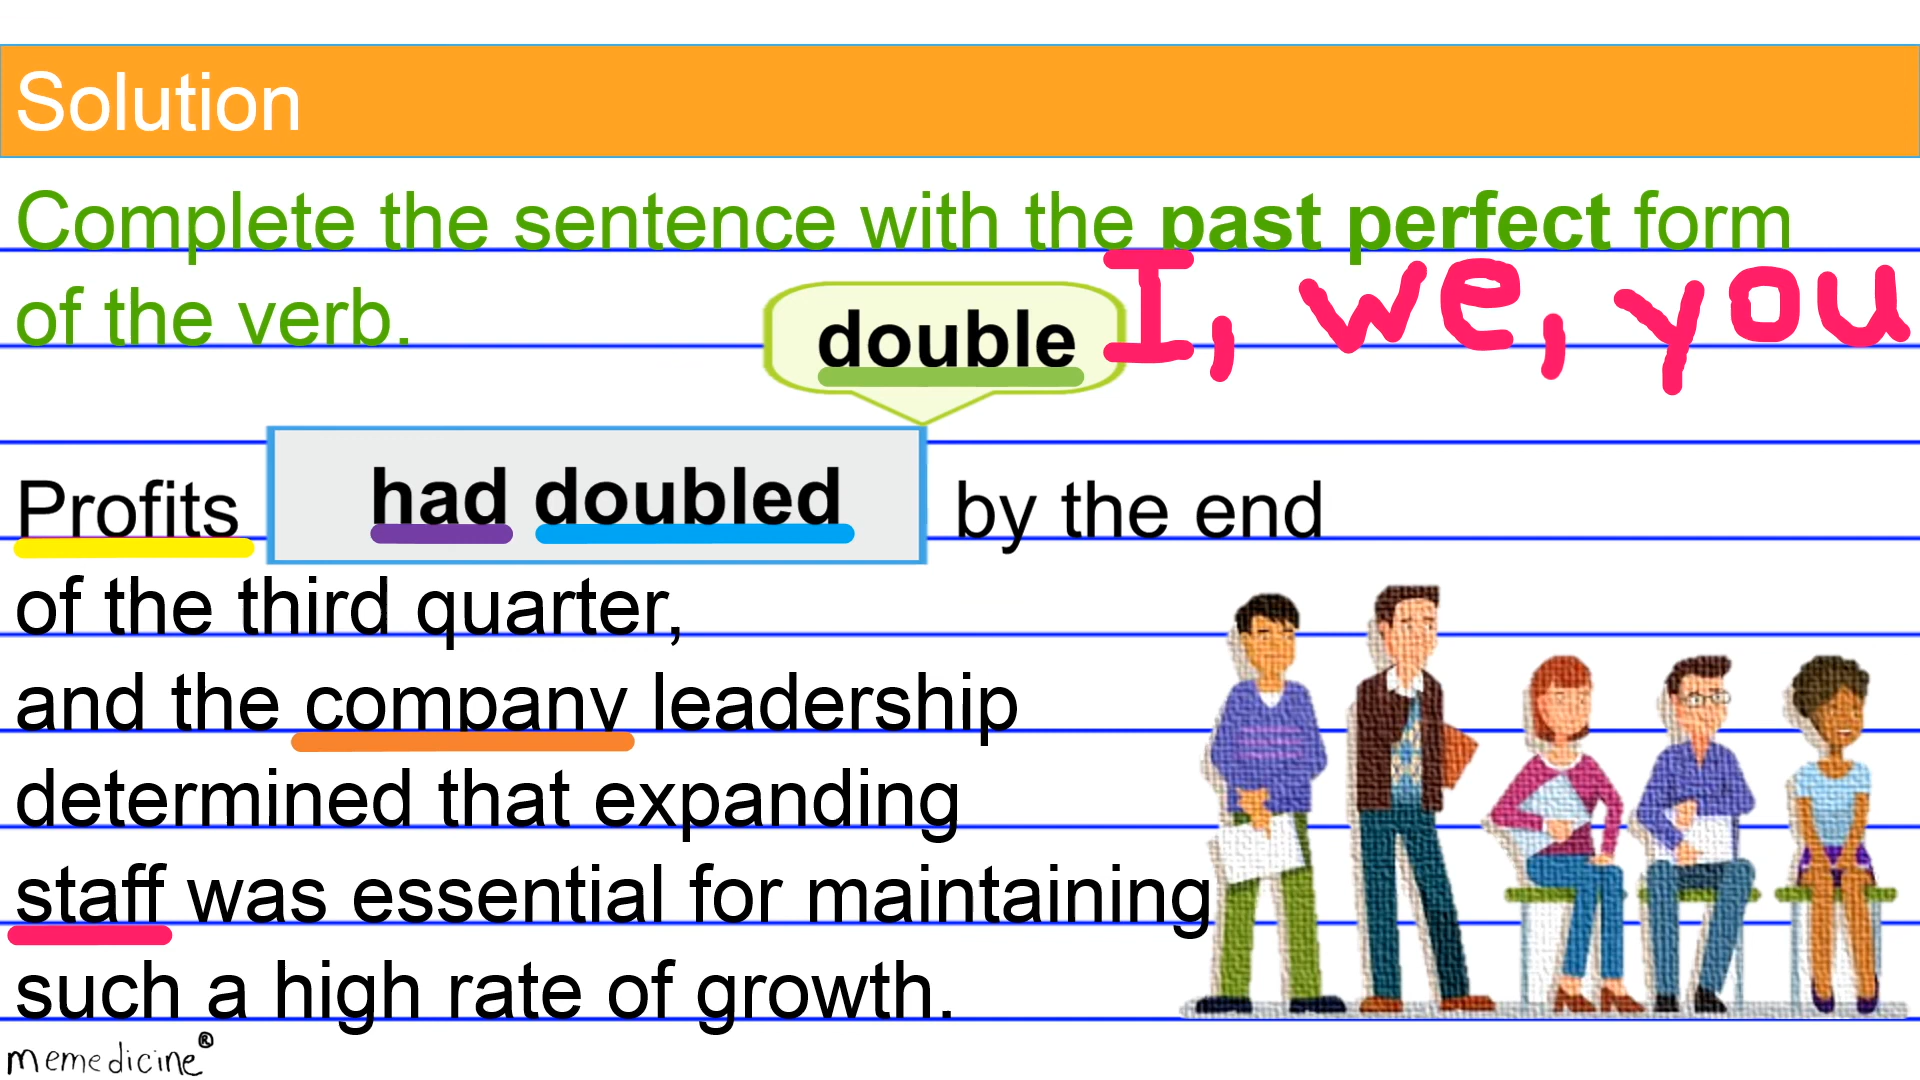 Solution
Complete the sentence with the past perfect form
of the verb.
double I, we, you
Profits had doubled by the end
of the third quarter,
and the company leadership
determined that expanding
staff was essential for maintaining
such a high rate of growth.
memedicine®